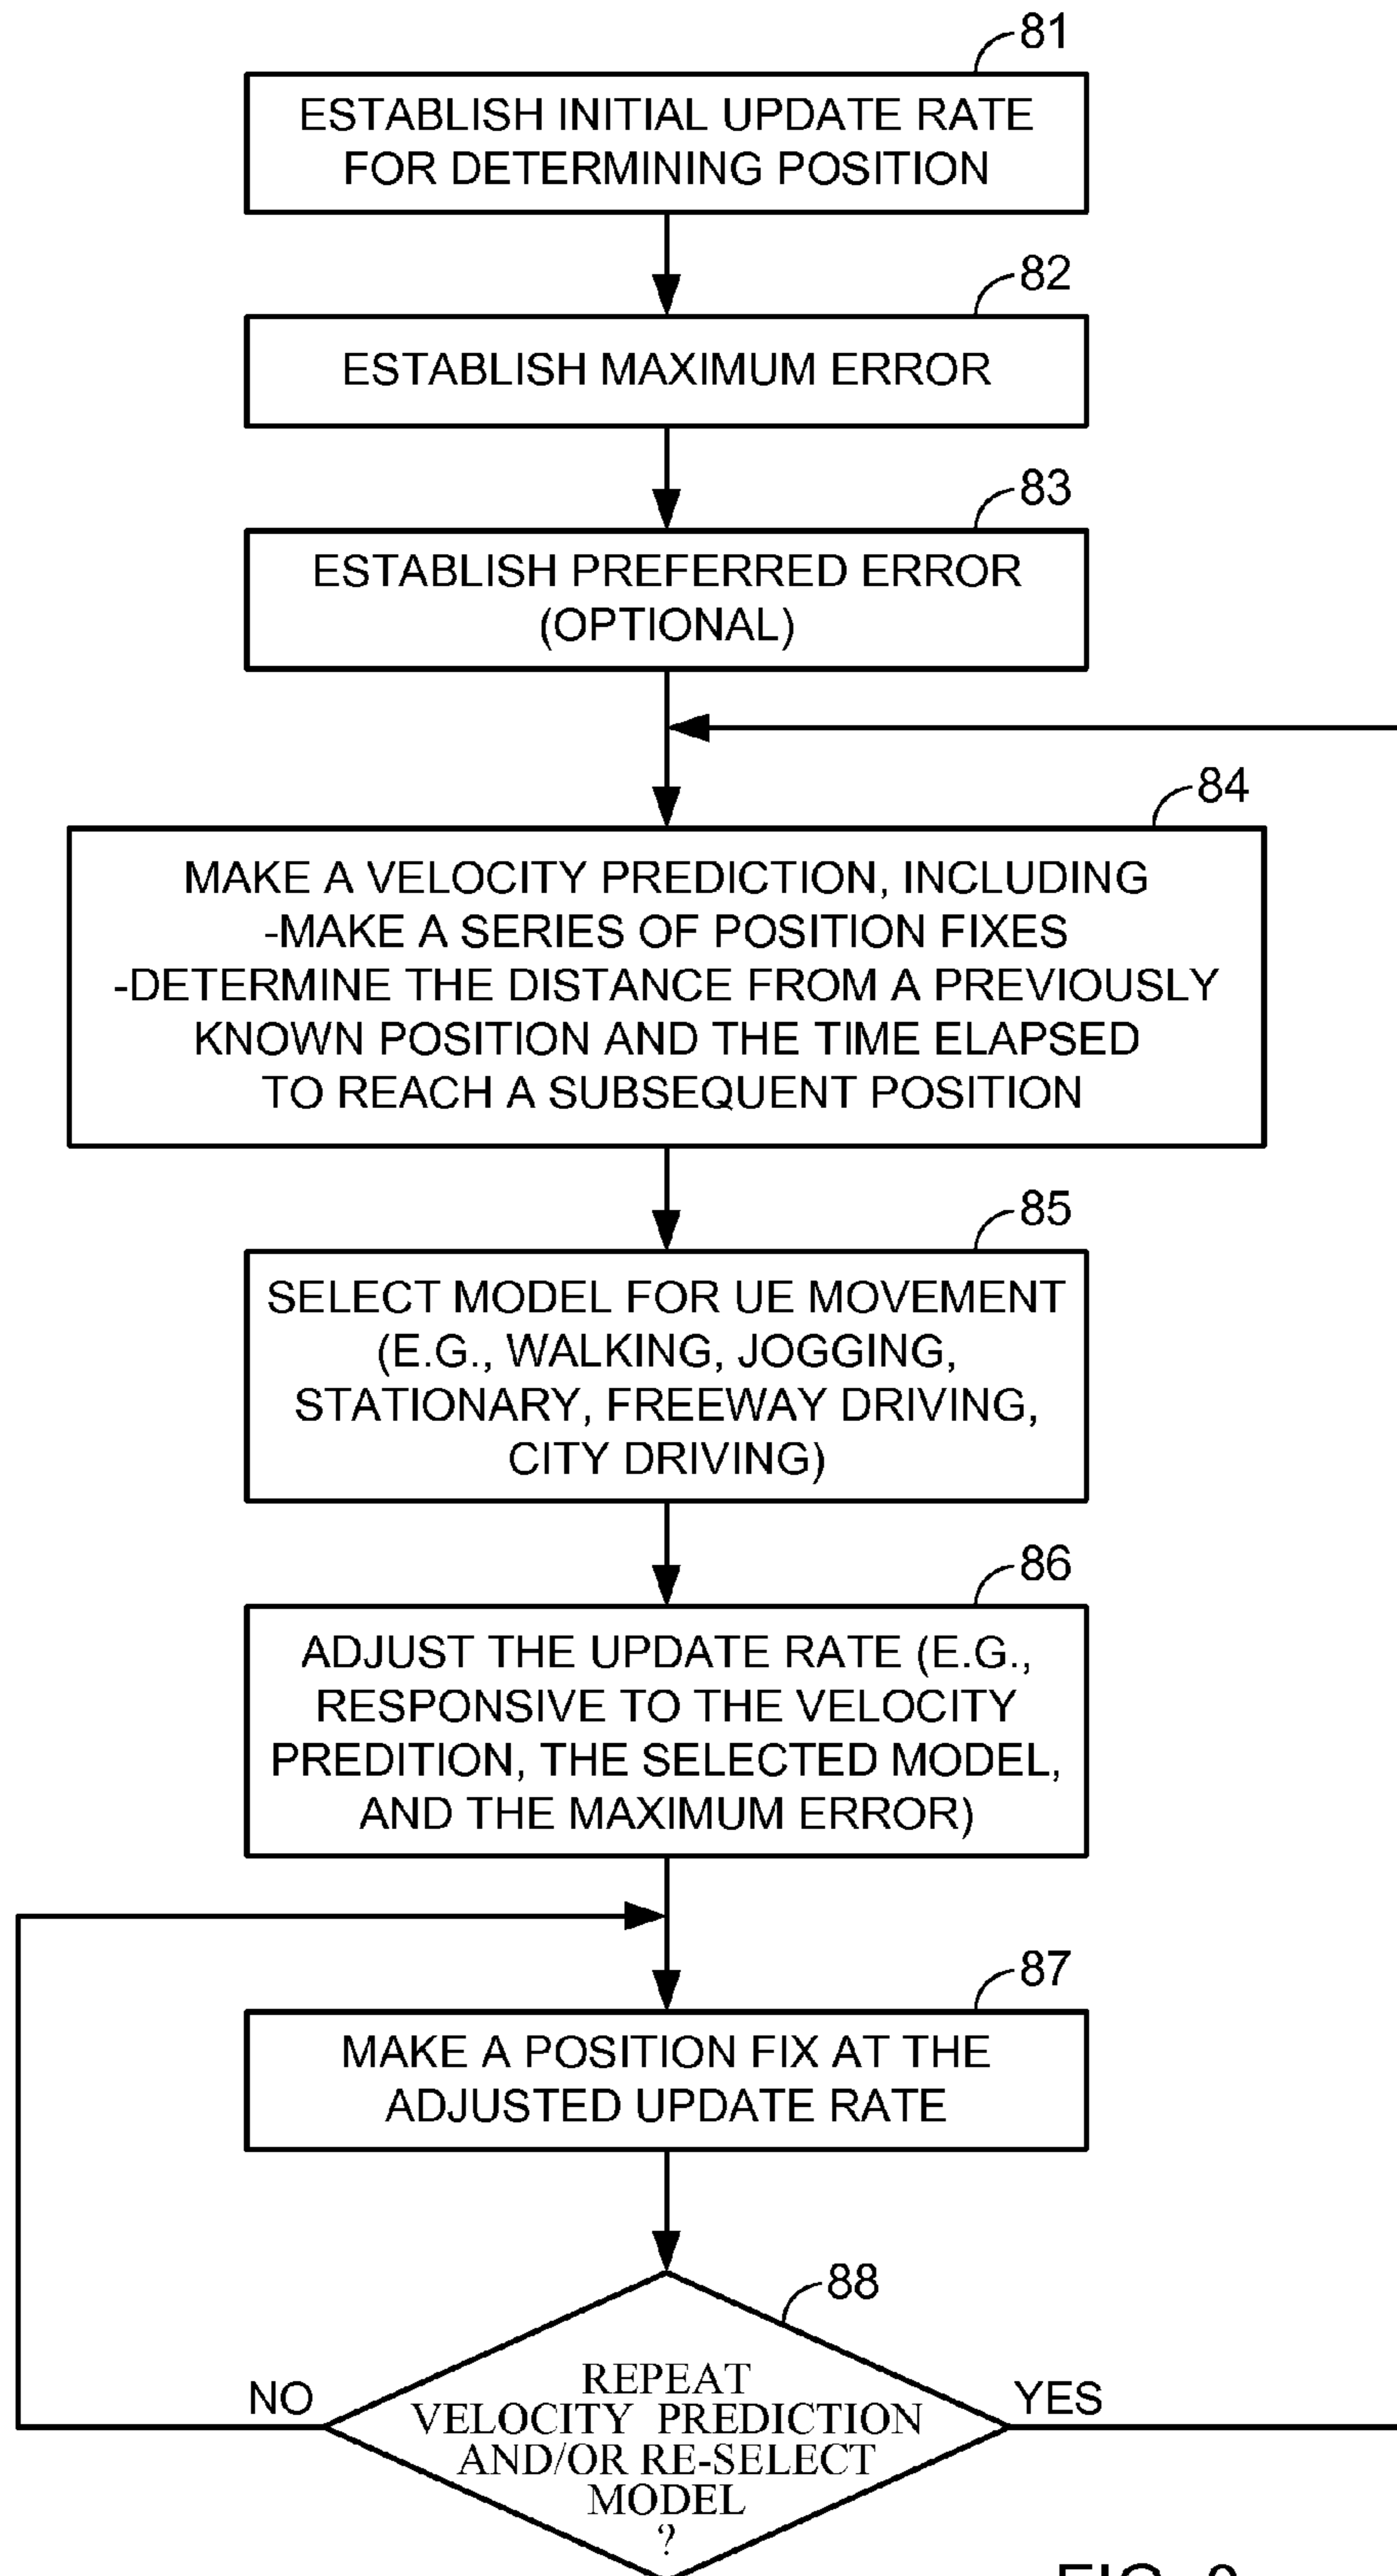 81
ESTABLISH INITIAL UPDATE RATE
FOR DETERMINING POSITION
82
ESTABLISH MAXIMUM ERROR
83
ESTABLISH PREFERRED ERROR
(OPTIONAL)
84
MAKE A VELOCITY PREDICTION, INCLUDING
-MAKE A SERIES OF POSITION FIXES
-DETERMINE THE DISTANCE FROM A PREVIOUSLY
KNOWN POSITION AND THE TIME ELAPSED
TO REACH A SUBSEQUENT POSITION
85
SELECT MODEL FOR UE MOVEMENT
(E.G., WALKING, JOGGING,
STATIONARY, FREEWAY DRIVING,
CITY DRIVING)
86
ADJUST THE UPDATE RATE (E.G.,
RESPONSIVE TO THE VELOCITY
PREDITION, THE SELECTED MODEL,
AND THE MAXIMUM ERROR)
87
MAKE A POSITION FIX AT THE
ADJUSTED UPDATE RATE
88
NO
YES
REPEAT
VELOCITY PREDICTION
AND/OR RE-SELECT
MODEL
?
FIG.